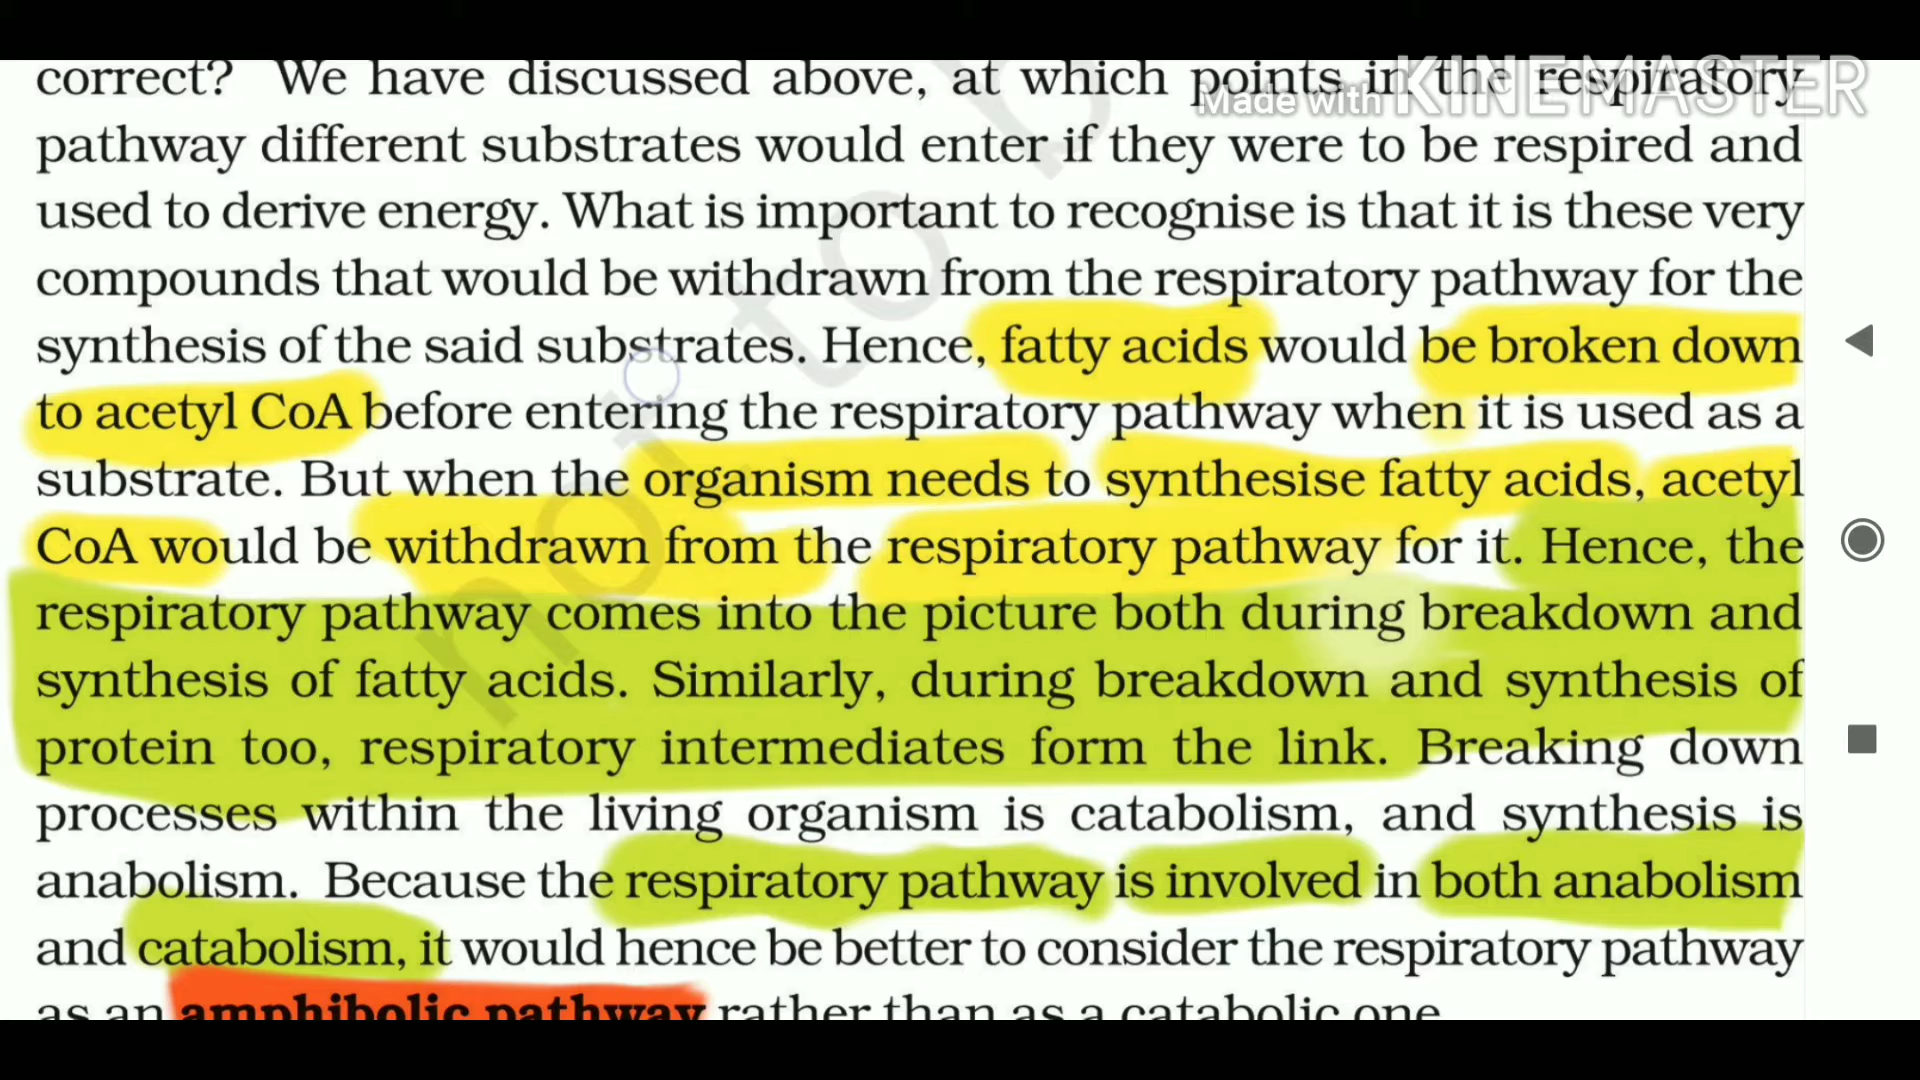 correct? We have discussed above, at which points in the respiratory
Made with KINEMASTER
pathway different substrates would enter if they were to be respired and
used to derive energy. What is important to recognise is that it is these very
compounds that would be withdrawn from the respiratory pathway for the
synthesis of the said substrates. Hence, fatty acids would be broken down
to acetyl CoA before entering the respiratory pathway when it is used as a
substrate. But when the organism needs to synthesise fatty acids, acetyl
CoA would be withdrawn from the respiratory pathway for it. Hence, the
respiratory pathway comes into the picture both during breakdown and
synthesis of fatty acids. Similarly, during breakdown and synthesis of
protein too, respiratory intermediates form the link. Breaking down
processes within the living organism is catabolism, and synthesis is
anabolism. Because the respiratory pathway is involved in both anabolism
and catabolism, it would hence be better to consider the respiratory pathway
as an amphibolic pathway rather than as a catabolic one.
not to b